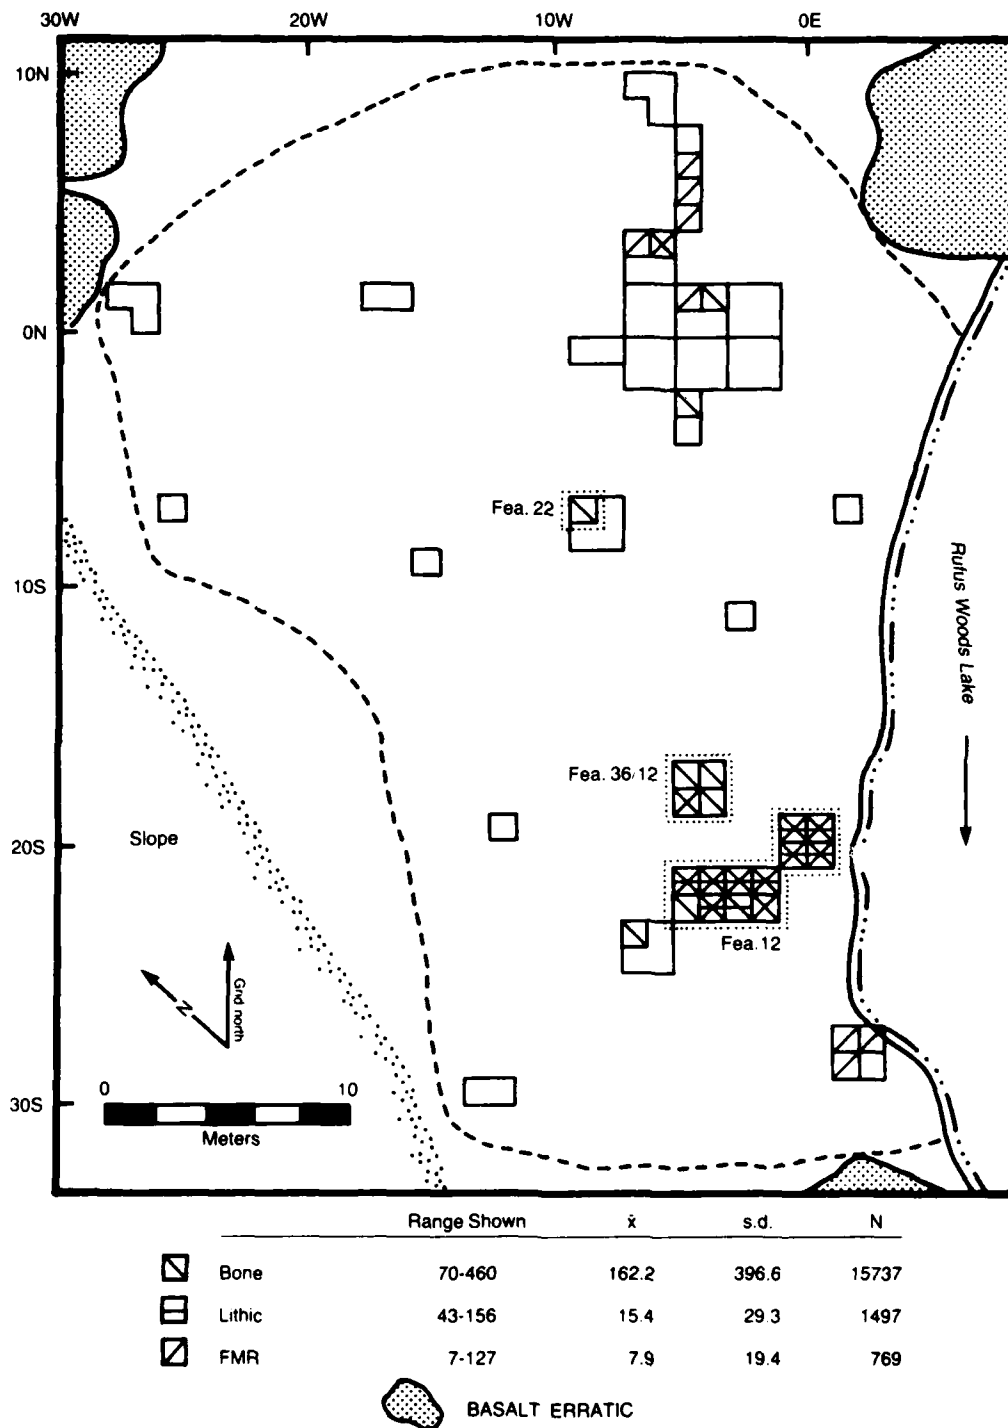 30W 20W 10W 0E
10N
0N
Fea. 22
10S
Rufus Woods Lake
Fea. 36/12
Slope
20S
Fea. 12
N
Grid north
0 10
30S
Meters
Range Shown x̄ s.d. N
Bone 70-460 162.2 396.6 15737
Lithic 43-156 15.4 29.3 1497
FMR 7-127 7.9 19.4 769
BASALT ERRATIC